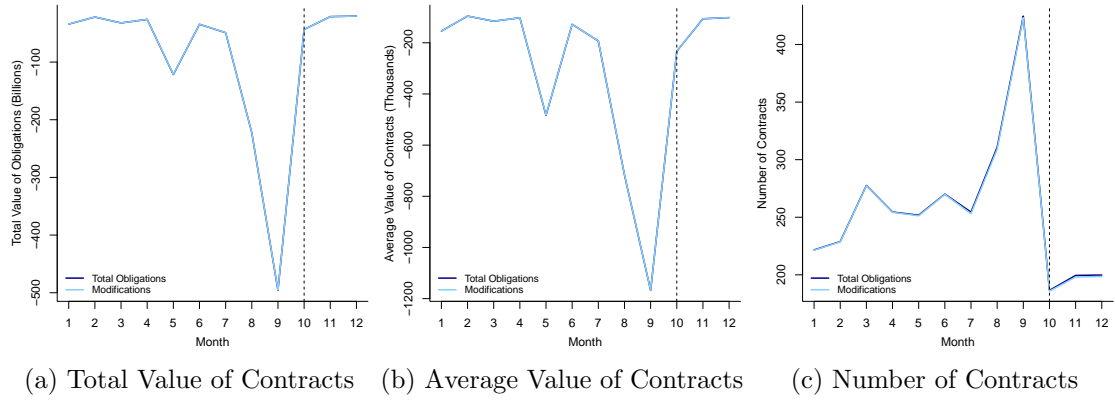 Total Value of Obligations (Billions)
−100
−200
−300
−400
−500
Total Obligations
Modifications
1 2 3 4 5 6 7 8 9 10 11 12
Month
(a) Total Value of Contracts
Average Value of Contracts (Thousands)
−200
−400
−600
−800
−1000
−1200
Total Obligations
Modifications
1 2 3 4 5 6 7 8 9 10 11 12
Month
(b) Average Value of Contracts
Number of Contracts
400
350
300
250
200
Total Obligations
Modifications
1 2 3 4 5 6 7 8 9 10 11 12
Month
(c) Number of Contracts